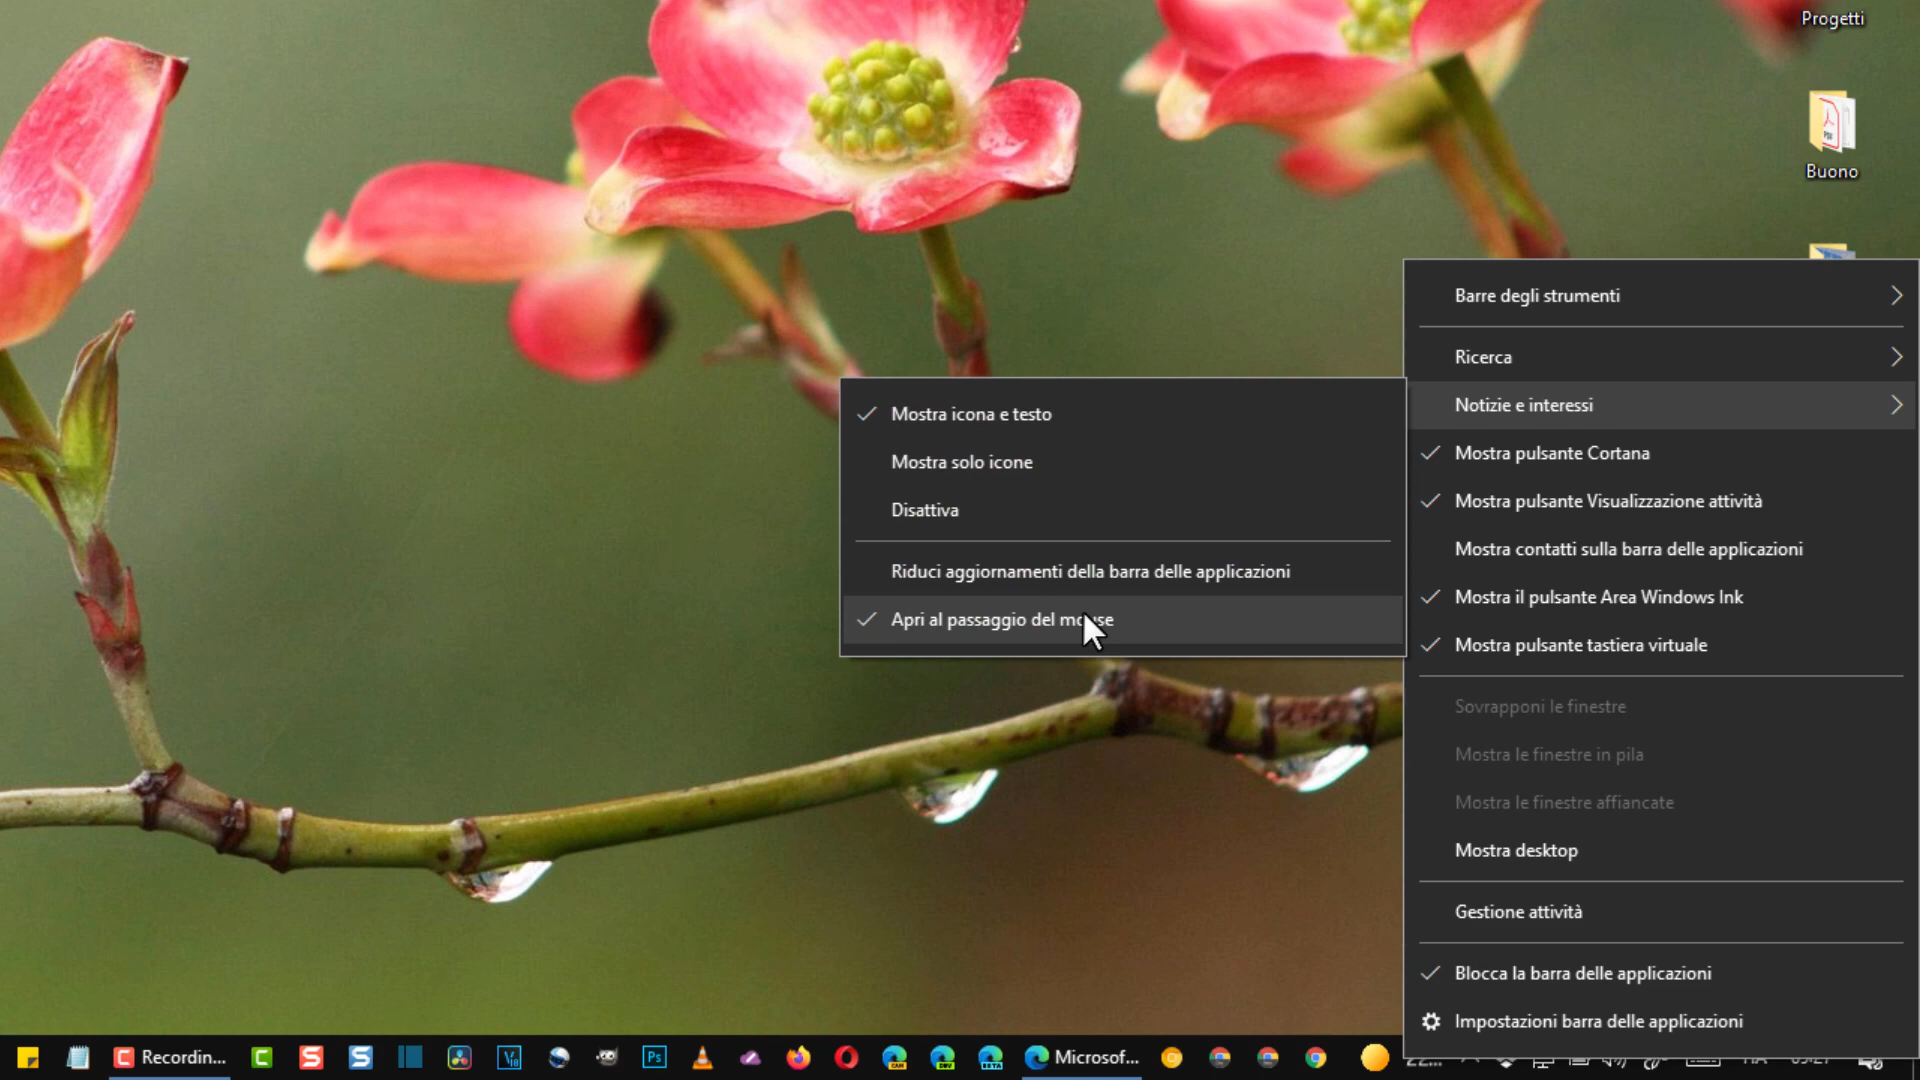 Progetti
Buono
Barre degli strumenti
Ricerca
Notizie e interessi
Mostra pulsante Cortana
Mostra pulsante Visualizzazione attività
Mostra contatti sulla barra delle applicazioni
Mostra il pulsante Area Windows Ink
Mostra pulsante tastiera virtuale
Sovrapponi le finestre
Mostra le finestre in pila
Mostra le finestre affiancate
Mostra desktop
Gestione attività
Blocca la barra delle applicazioni
Impostazioni barra delle applicazioni
Mostra icona e testo
Mostra solo icone
Disattiva
Riduci aggiornamenti della barra delle applicazioni
Apri al passaggio del mouse
Recordin...
Microsof...